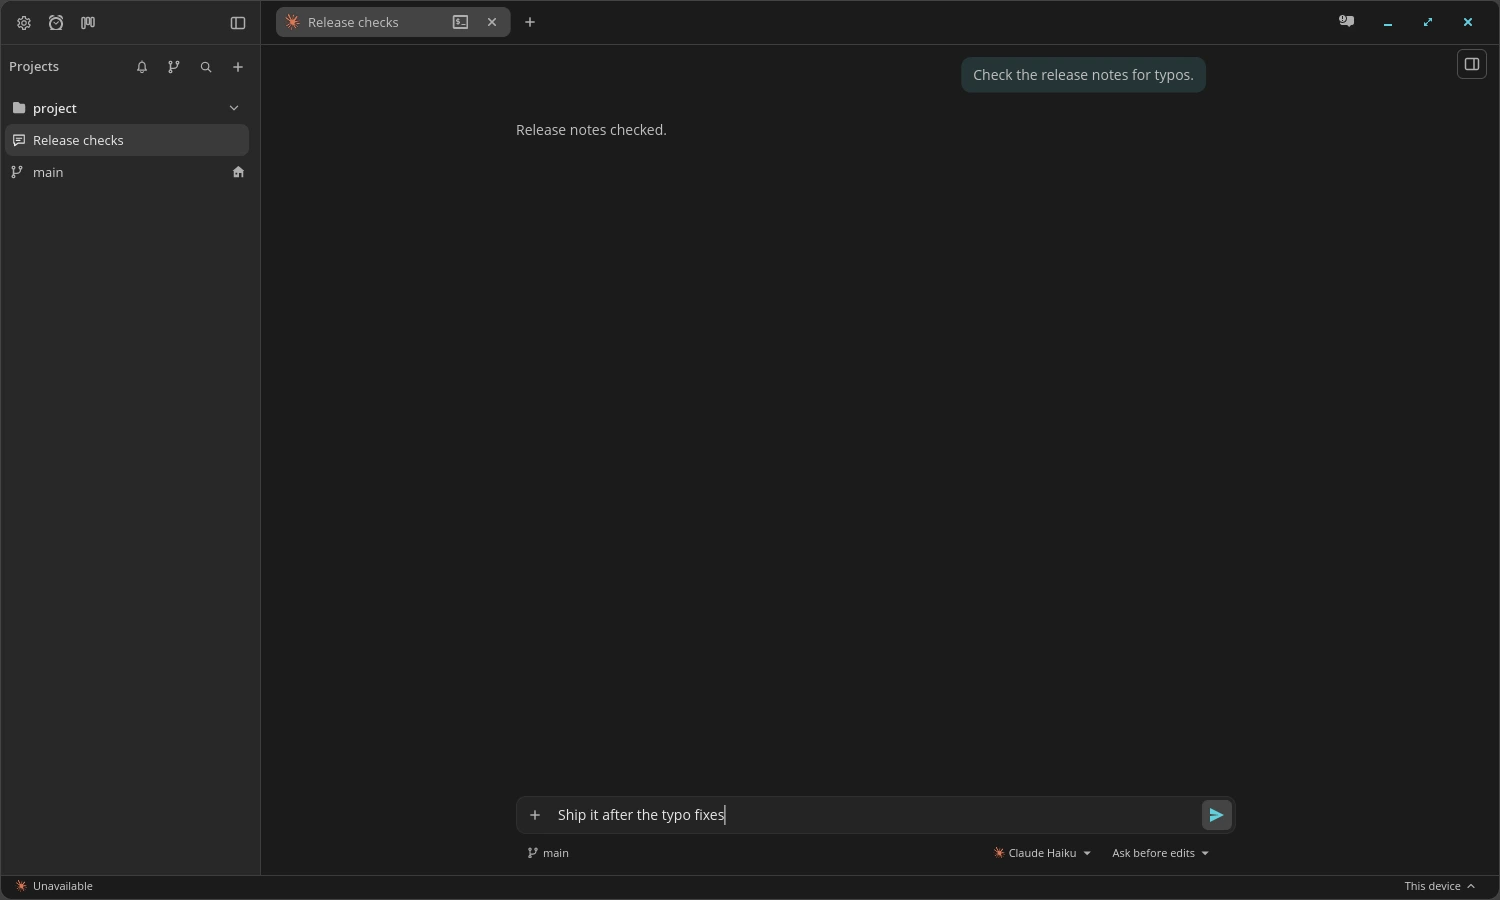 Release checks
Projects
project
Release checks
main
Check the release notes for typos.
Release notes checked.
Ship it after the typo fixes
main
Claude Haiku
Ask before edits
Unavailable
This device